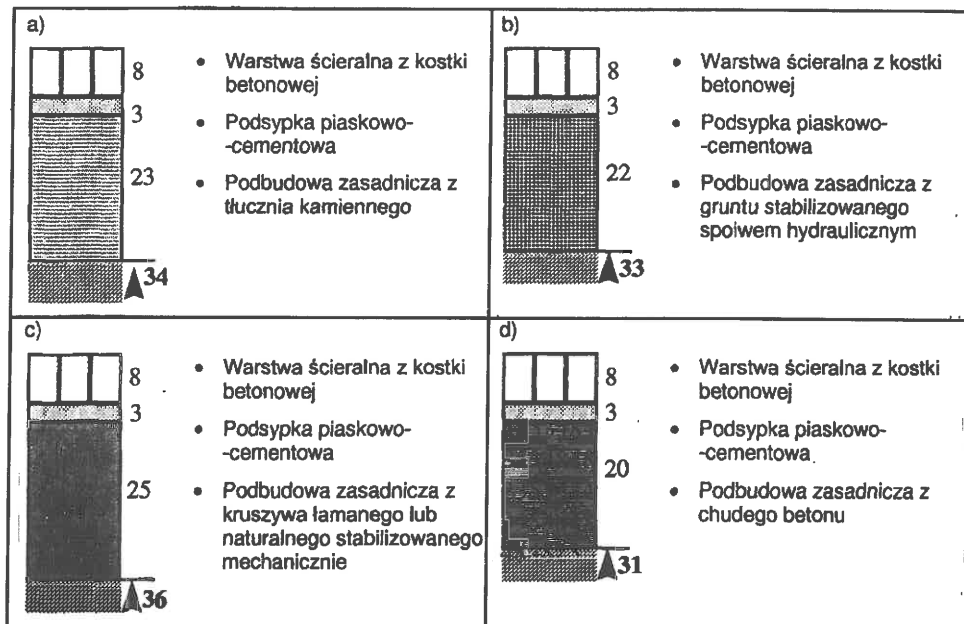 a)
8
3
23
34
• Warstwa ścieralna z kostki
betonowej
• Podsypka piaskowo-
-cementowa
• Podbudowa zasadnicza z
tłucznia kamiennego
b)
8
3
22
33
• Warstwa ścieralna z kostki
betonowej
• Podsypka piaskowo-
-cementowa
• Podbudowa zasadnicza z
gruntu stabilizowanego
spoiwem hydraulicznym
c)
8
3
25
36
• Warstwa ścieralna z kostki
betonowej
• Podsypka piaskowo-
-cementowa
• Podbudowa zasadnicza z
kruszywa łamanego lub
naturalnego stabilizowanego
mechanicznie
d)
8
3
20
31
• Warstwa ścieralna z kostki
betonowej
• Podsypka piaskowo-
-cementowa
• Podbudowa zasadnicza z
chudego betonu